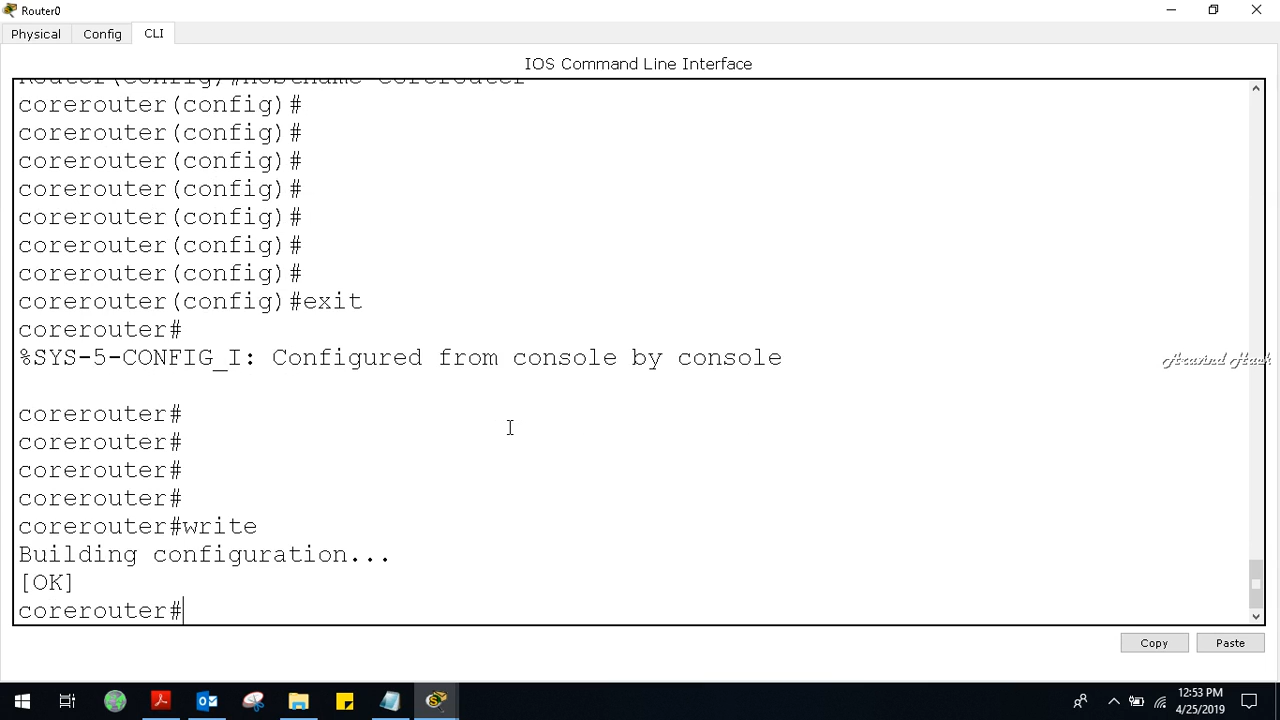 Router0
Physical Config CLI
IOS Command Line Interface
Router(config)#hostname corerouter
corerouter(config)#
corerouter(config)#
corerouter(config)#
corerouter(config)#
corerouter(config)#
corerouter(config)#
corerouter(config)#
corerouter(config)#exit
corerouter#
%SYS-5-CONFIG_I: Configured from console by console
Aravind Hack
corerouter#
corerouter#
corerouter#
corerouter#
corerouter#write
Building configuration...
[OK]
corerouter#
Copy Paste
12:53 PM
4/25/2019